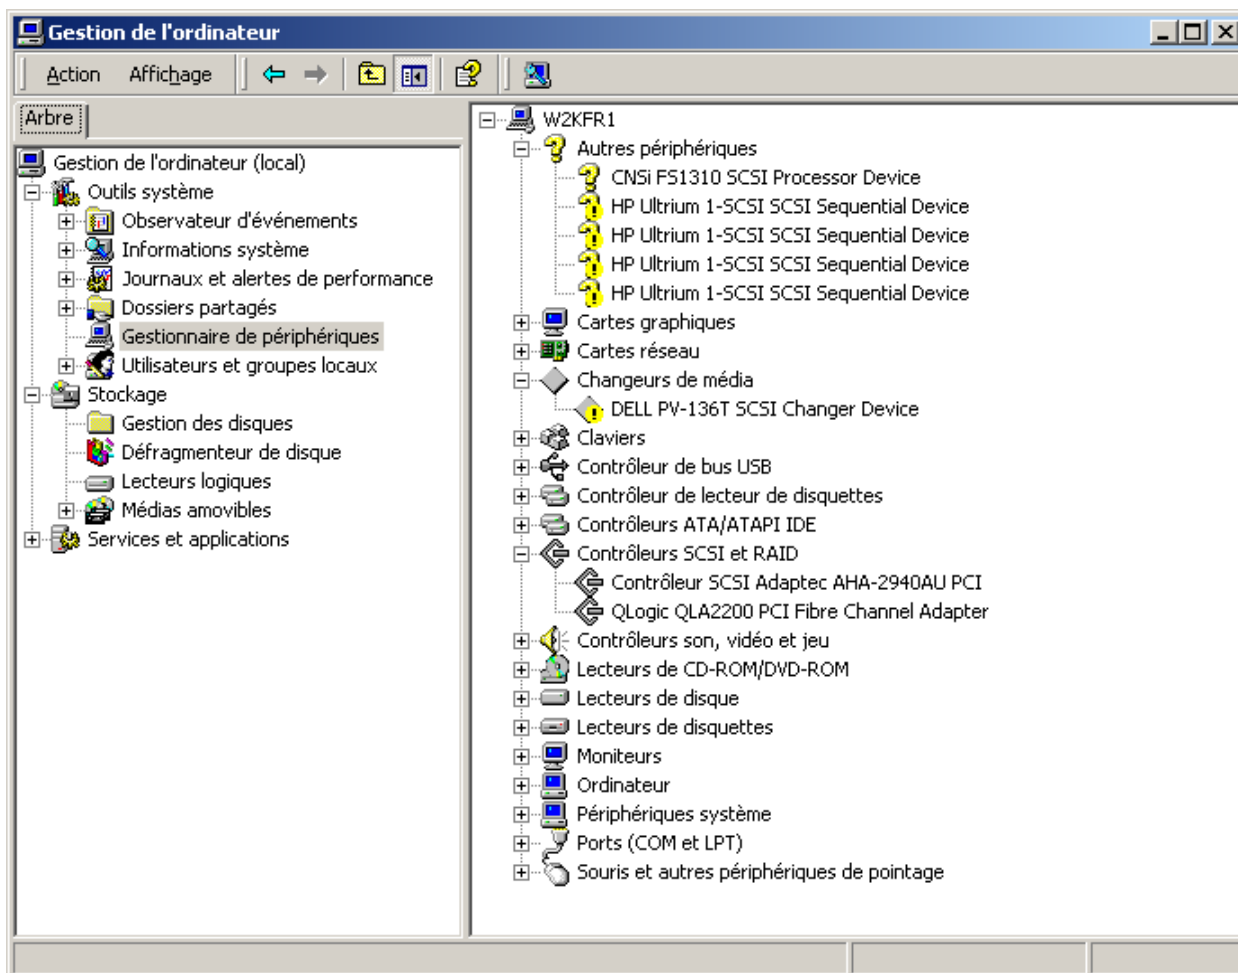 Gestion de l'ordinateur
Action Affichage
Arbre
Gestion de l'ordinateur (local)
Outils système
Observateur d'événements
Informations système
Journaux et alertes de performance
Dossiers partagés
Gestionnaire de périphériques
Utilisateurs et groupes locaux
Stockage
Gestion des disques
Défragmenteur de disque
Lecteurs logiques
Médias amovibles
Services et applications
W2KFR1
Autres périphériques
CNSi FS1310 SCSI Processor Device
HP Ultrium 1-SCSI SCSI Sequential Device
HP Ultrium 1-SCSI SCSI Sequential Device
HP Ultrium 1-SCSI SCSI Sequential Device
HP Ultrium 1-SCSI SCSI Sequential Device
Cartes graphiques
Cartes réseau
Changeurs de média
DELL PV-136T SCSI Changer Device
Claviers
Contrôleur de bus USB
Contrôleur de lecteur de disquettes
Contrôleurs ATA/ATAPI IDE
Contrôleurs SCSI et RAID
Contrôleur SCSI Adaptec AHA-2940AU PCI
QLogic QLA2200 PCI Fibre Channel Adapter
Contrôleurs son, vidéo et jeu
Lecteurs de CD-ROM/DVD-ROM
Lecteurs de disque
Lecteurs de disquettes
Moniteurs
Ordinateur
Périphériques système
Ports (COM et LPT)
Souris et autres périphériques de pointage